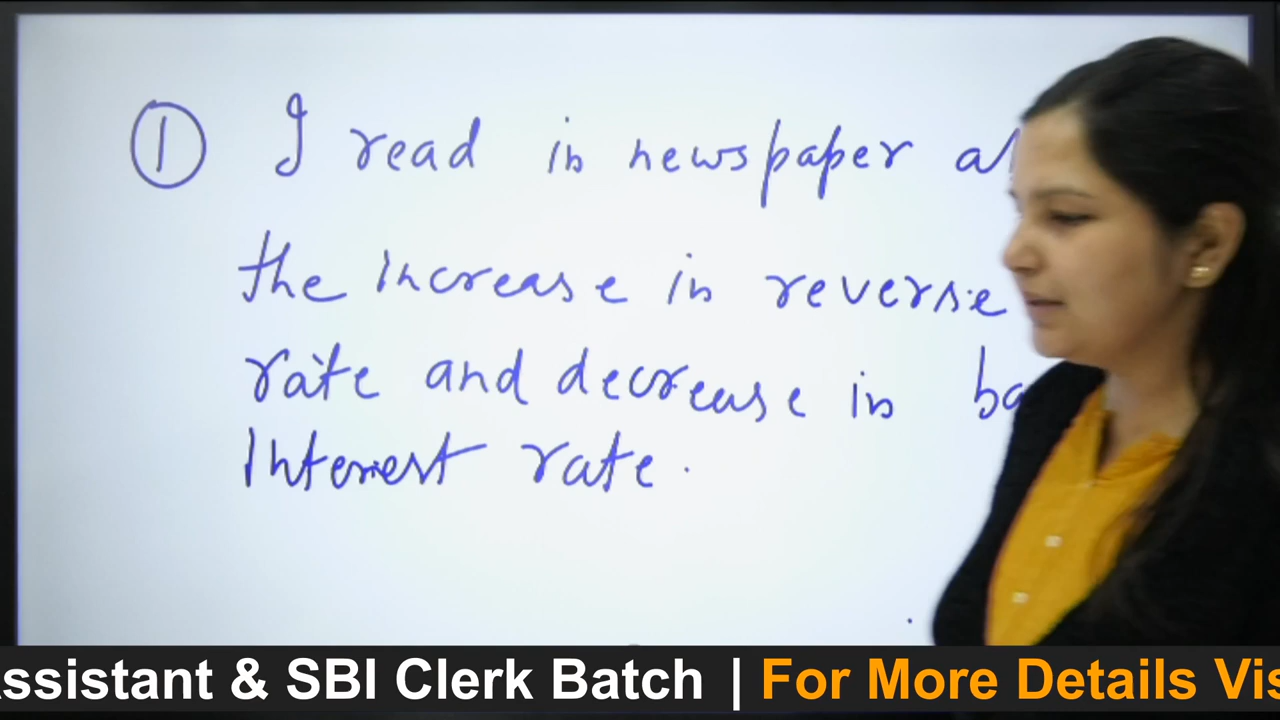 ① I read in newspaper
the increase in reverse
rate and decrease in
Interest rate.
ssistant & SBI Clerk Batch | For More Details Vis